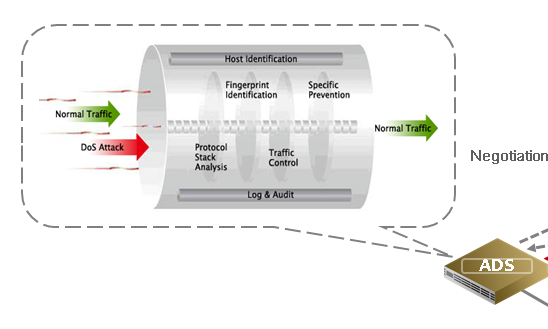 Host Identification
Fingerprint
Identification
Specific
Prevention
Normal Traffic
DoS Attack
Normal Traffic
Protocol
Stack
Analysis
Traffic
Control
Log & Audit
Negotiation
ADS